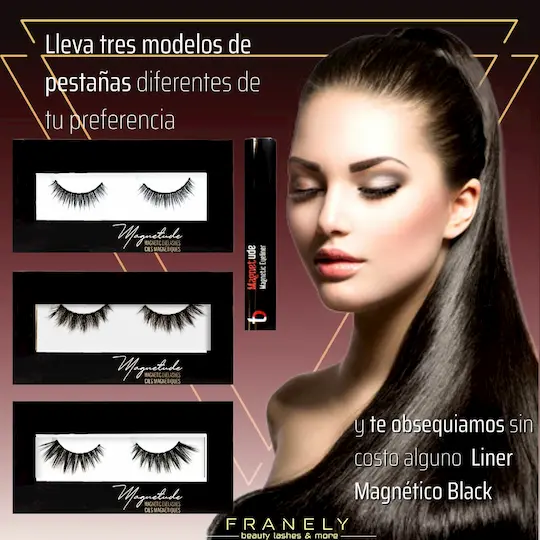 Lleva tres modelos de
pestañas diferentes de
tu preferencia
Magnetude
MAGNETIC EYELASHES
CILS MAGNÉTIQUES
Magnetude
Magnetic Eyeliner
Magnetude
MAGNETIC EYELASHES
CILS MAGNÉTIQUES
Magnetude
MAGNETIC EYELASHES
CILS MAGNÉTIQUES
y te obsequiamos sin
costo alguno Liner
Magnético Black
FRANELY
beauty lashes & more